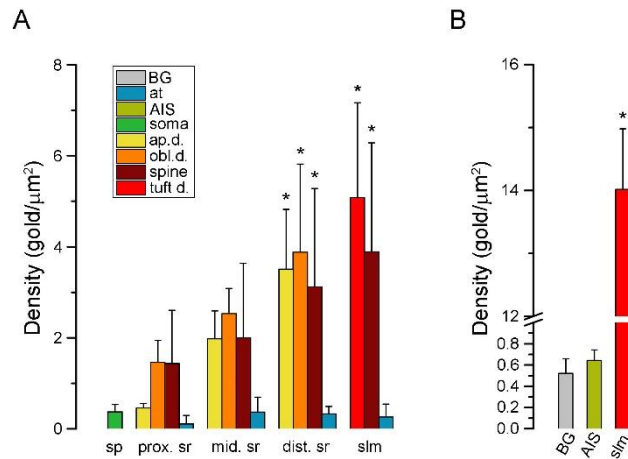 A
B
8
6
4
2
0
Density (gold/μm²)
BG
at
AIS
soma
ap.d.
obl.d.
spine
tuft d.
*
*
*
*
*
sp prox. sr mid. sr dist. sr slm
16
14
12
0.8
0.6
0.4
0.2
0.0
Density (gold/μm²)
*
BG AIS slm